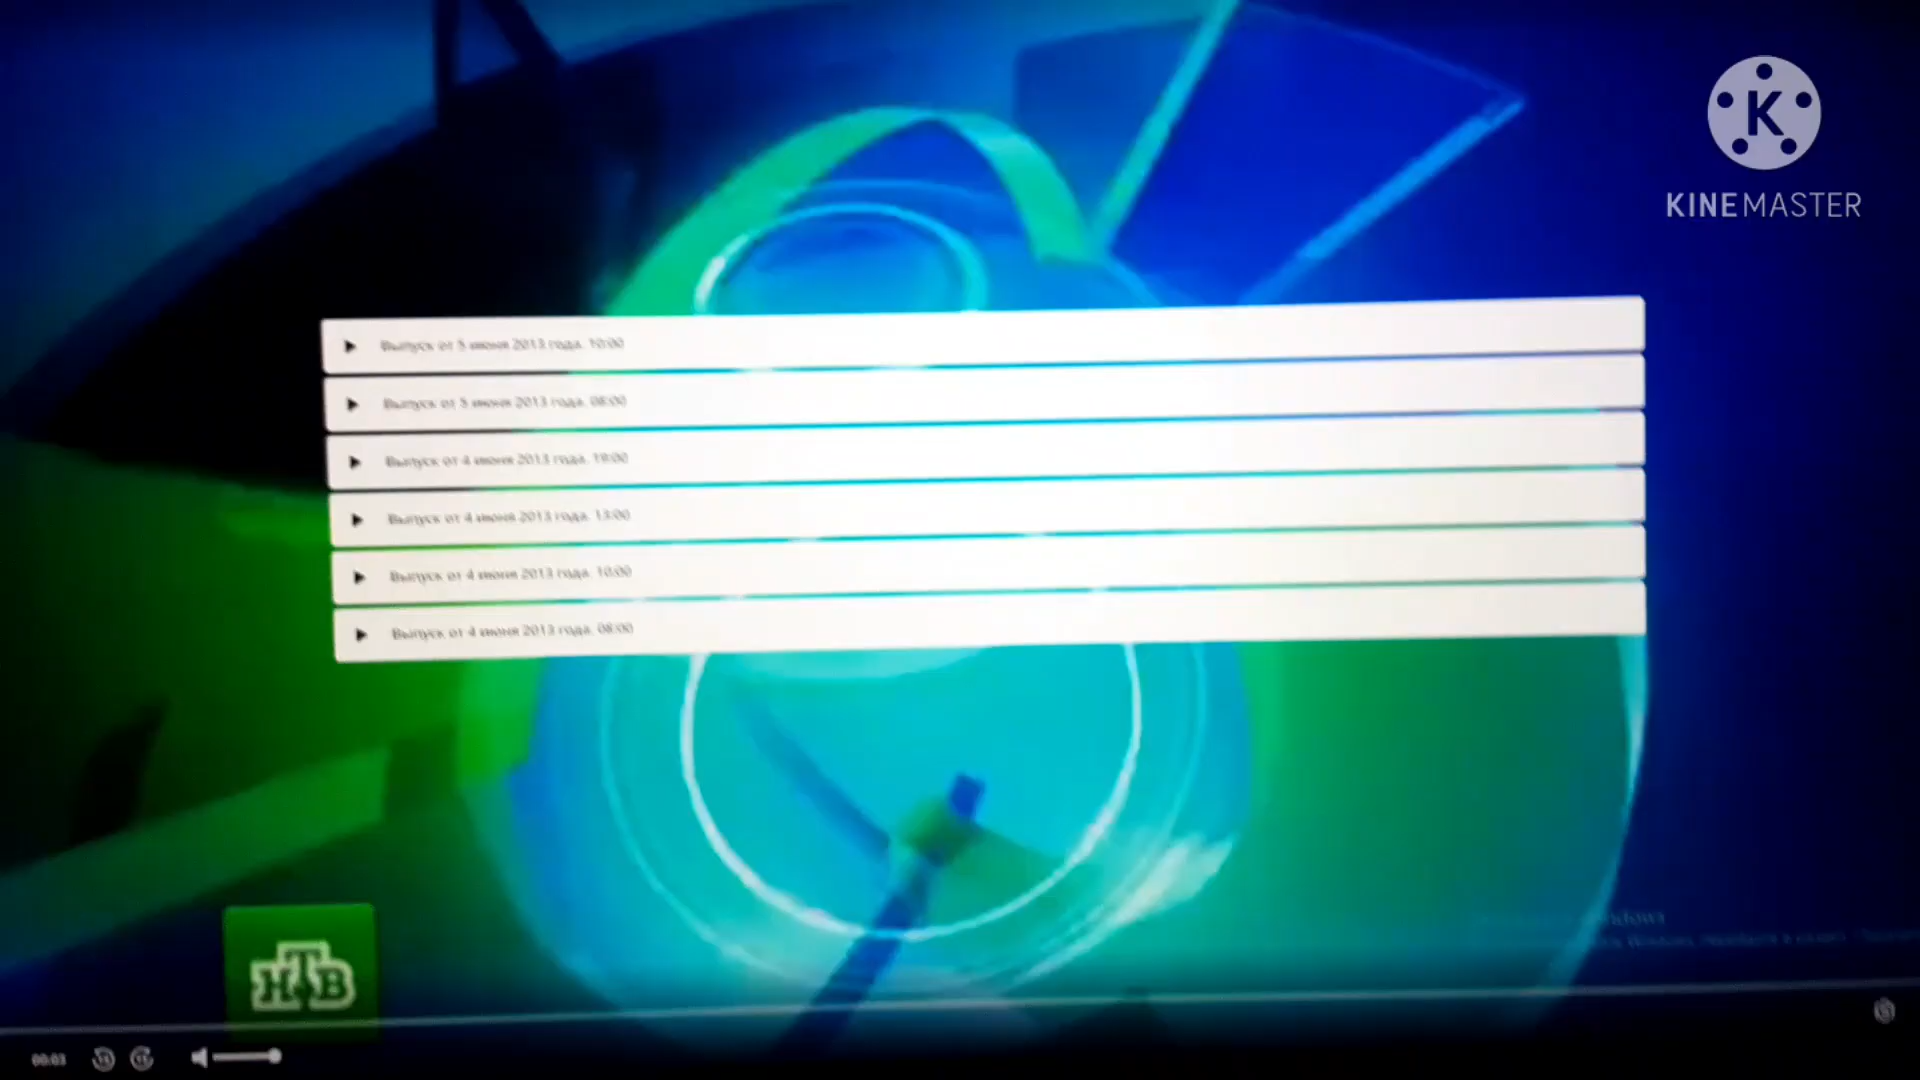 KINEMASTER
Выпуск от 5 июня 2013 года. 10:00
Выпуск от 5 июня 2013 года. 08:00
Выпуск от 4 июня 2013 года. 19:00
Выпуск от 4 июня 2013 года. 13:00
Выпуск от 4 июня 2013 года. 10:00
Выпуск от 4 июня 2013 года. 08:00
НТВ
00:03